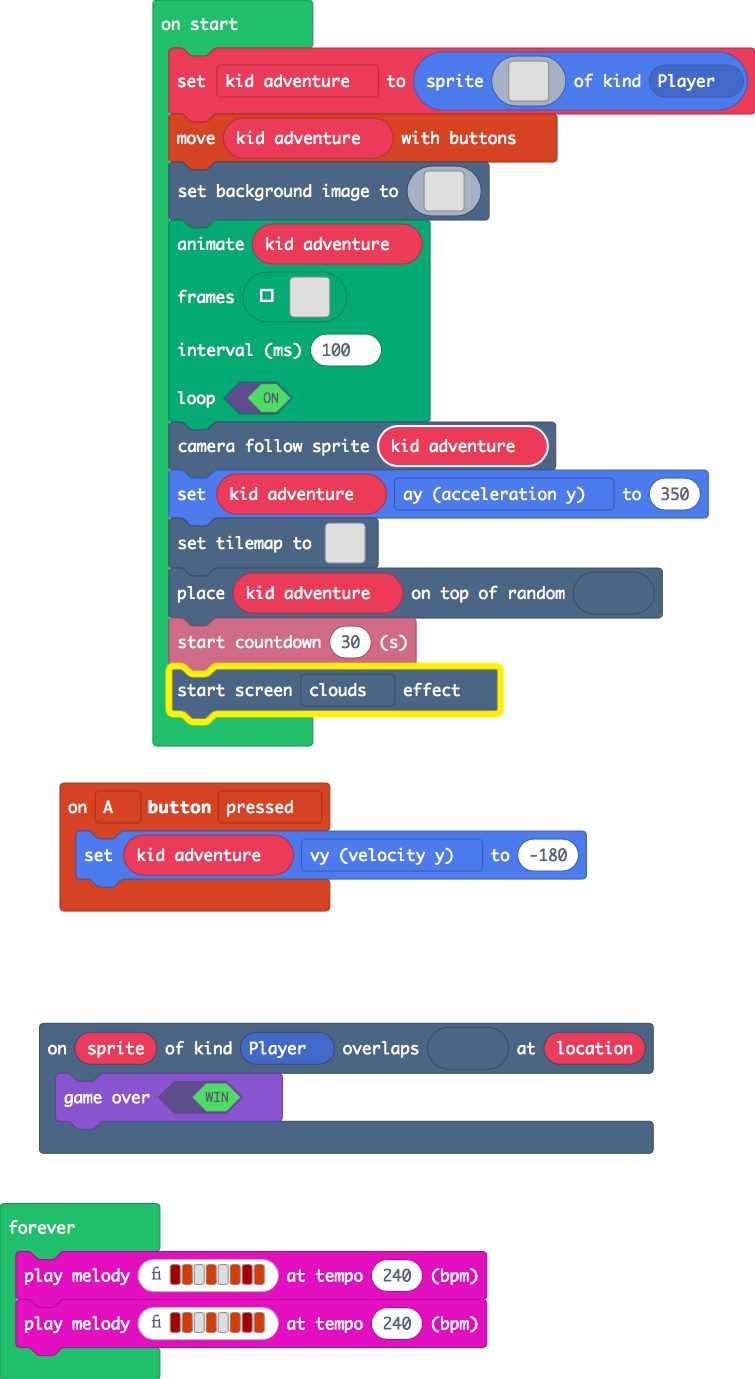 on start
set kid adventure to sprite of kind Player
move kid adventure with buttons
set background image to
animate kid adventure
frames
interval (ms) 100
loop ON
camera follow sprite kid adventure
set kid adventure ay (acceleration y) to 350
set tilemap to
place kid adventure on top of random
start countdown 30 (s)
start screen clouds effect
on A button pressed
set kid adventure vy (velocity y) to -180
on sprite of kind Player overlaps at location
game over WIN
forever
play melody at tempo 240 (bpm)
play melody at tempo 240 (bpm)